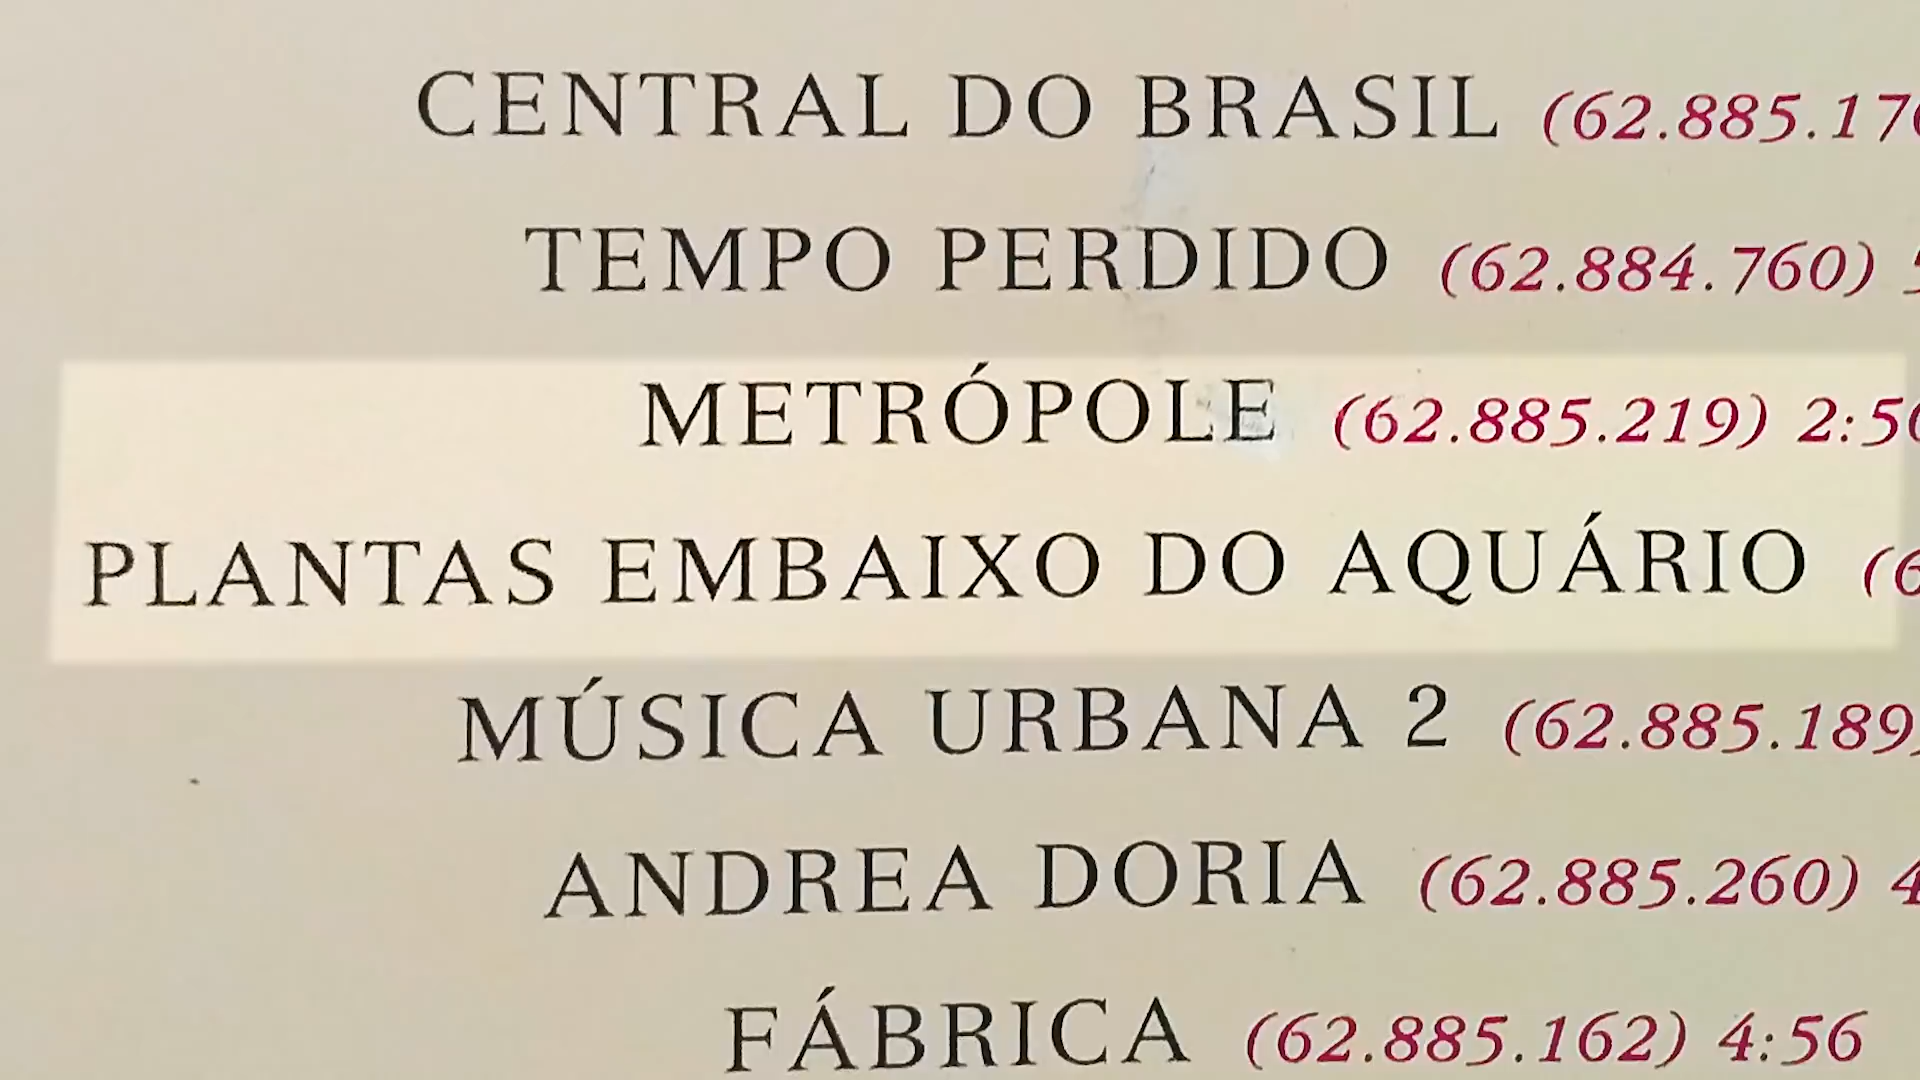 CENTRAL DO BRASIL (62.885.17
TEMPO PERDIDO (62.884.760)
METRÓPOLE (62.885.219) 2:5
PLANTAS EMBAIXO DO AQUÁRIO (6
MÚSICA URBANA 2 (62.885.189)
ANDREA DORIA (62.885.260) 4
FÁBRICA (62.885.162) 4:56